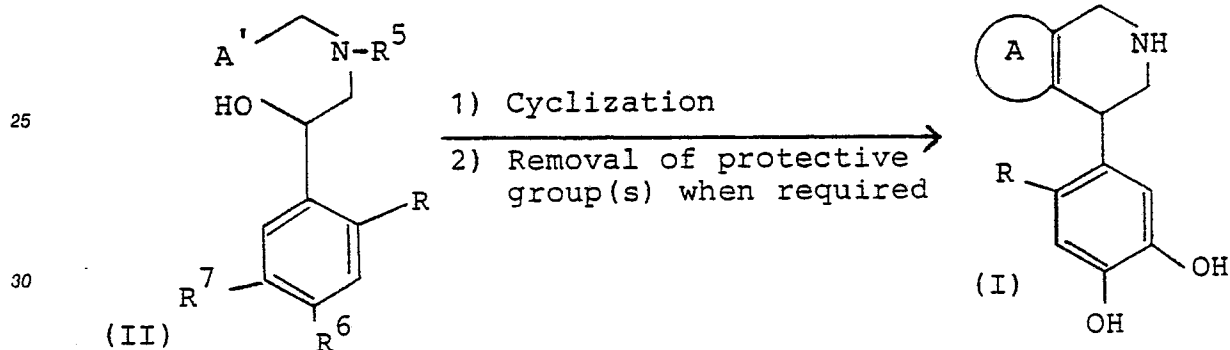 A' N-R⁵
HO
25
30
R
R⁷
(II) R⁶
1) Cyclization
2) Removal of protective
group(s) when required
A NH
R
(I) OH
OH